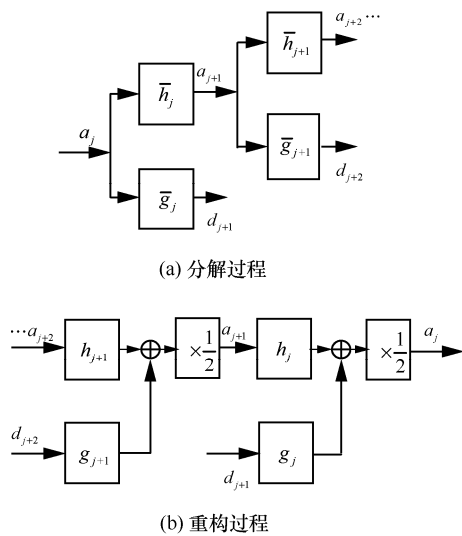 a_{j+2} ⋯
h̄_{j+1}
a_{j+1}
h̄_j
a_j
ḡ_{j+1}
d_{j+2}
ḡ_j
d_{j+1}
(a) 分解过程
⋯a_{j+2}
h_{j+1}
×1/2
a_{j+1}
h_j
×1/2
a_j
d_{j+2}
g_{j+1}
d_{j+1}
g_j
(b) 重构过程